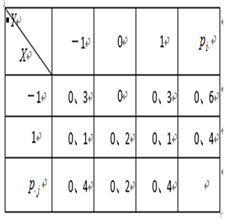 Y
X
−1↵ 0↵ 1↵ pᵢ↵
−1↵ 0、3↵ 0↵ 0、3↵ 0、6↵
1↵ 0、1↵ 0、2↵ 0、1↵ 0、4↵
p.ⱼ↵ 0、4↵ 0、2↵ 0、4↵ ↵